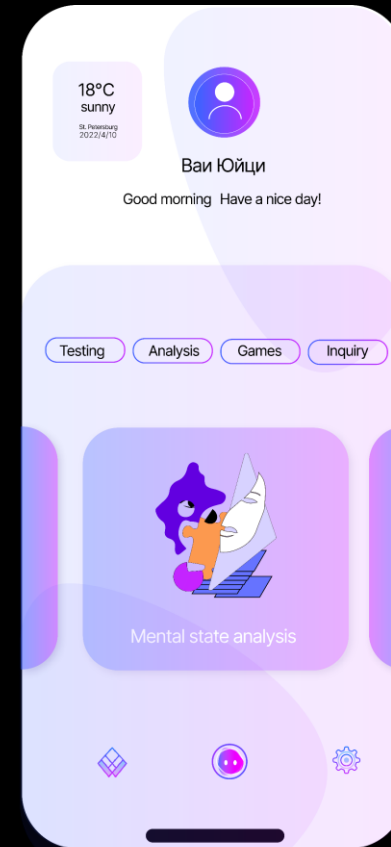 18°C
sunny
St. Petersburg
2022/4/10
Ваи Юйци
Good morning Have a nice day!
Testing
Analysis
Games
Inquiry
Mental state analysis